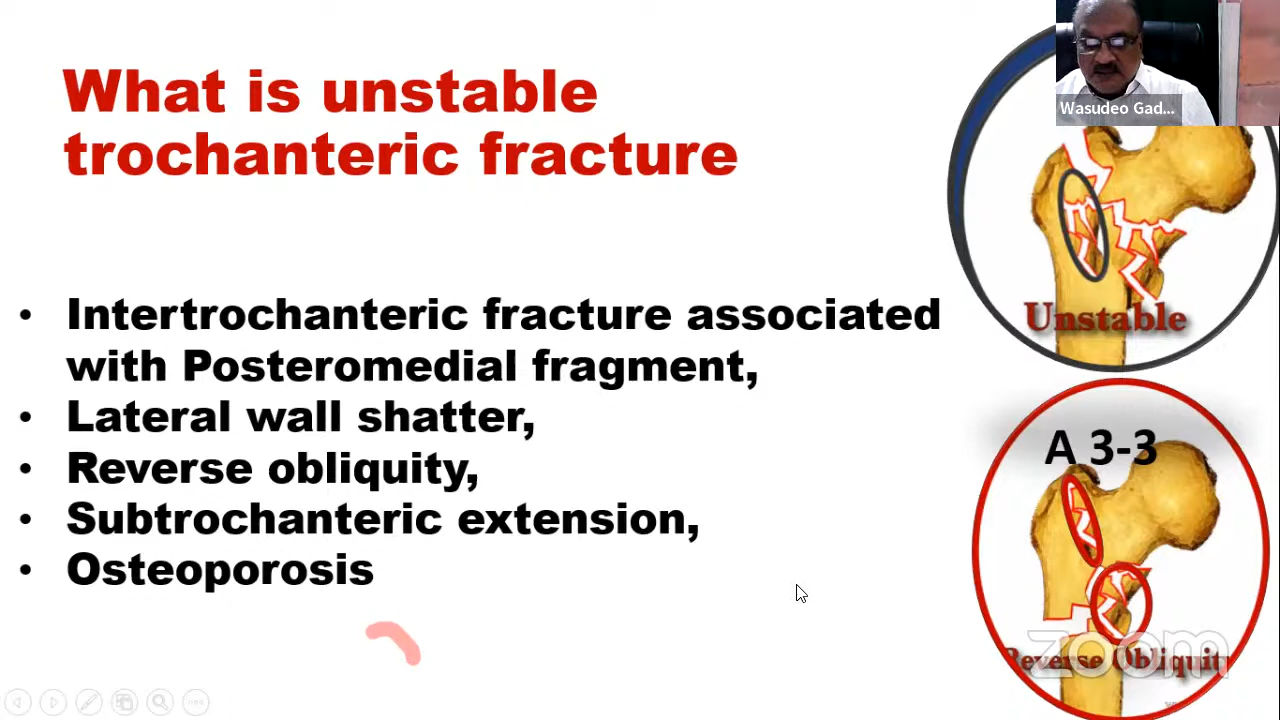 What is unstable
trochanteric fracture
Wasudeo Gad...
Unstable
• Intertrochanteric fracture associated
with Posteromedial fragment,
• Lateral wall shatter,
• Reverse obliquity,
• Subtrochanteric extension,
• Osteoporosis
A 3-3
Reverse Obliquity
zoom